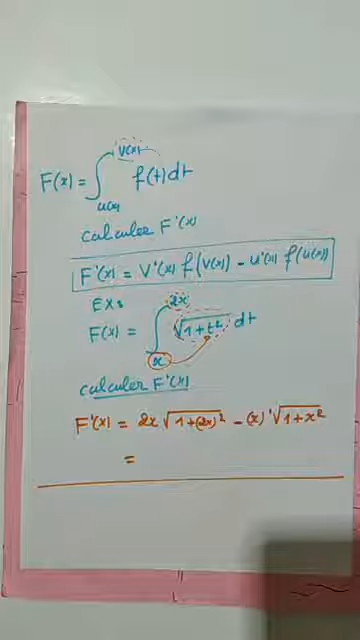 F(x) = ∫_{u(x)}^{v(x)} f(t) dt
calculer F'(x)
F'(x) = V'(x) f(V(x)) - u'(x) f(u(x))
EX:
F(x) = ∫_{x}^{2x} √(1+t²) dt
calculer F'(x)
F'(x) = 2x √(1+(2x)²) - (x)' √(1+x²)
=